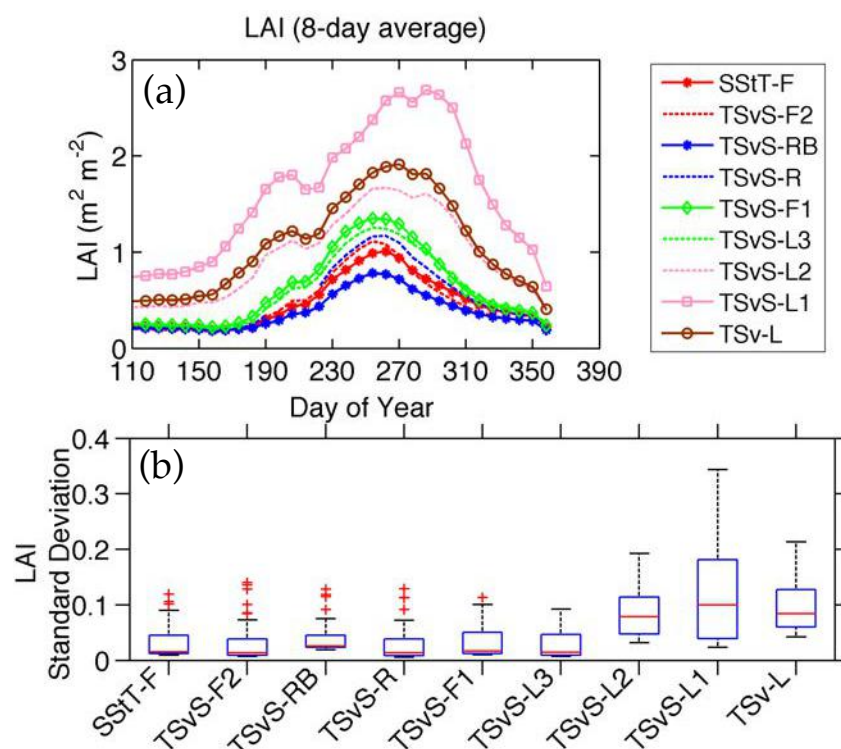 LAI (8-day average)
(a)
3
2
1
0
LAI (m² m⁻²)
110 150 190 230 270 310 350 390
Day of Year
SStT-F
TSvS-F2
TSvS-RB
TSvS-R
TSvS-F1
TSvS-L3
TSvS-L2
TSvS-L1
TSv-L
(b)
0.4
0.3
0.2
0.1
0
LAI
Standard Deviation
SStT-F
TSvS-F2
TSvS-RB
TSvS-R
TSvS-F1
TSvS-L3
TSvS-L2
TSvS-L1
TSv-L